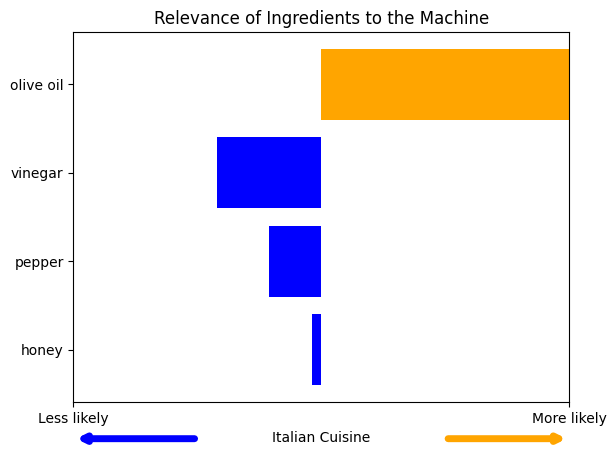 Relevance of Ingredients to the Machine
olive oil
vinegar
pepper
honey
Less likely
More likely
Italian Cuisine